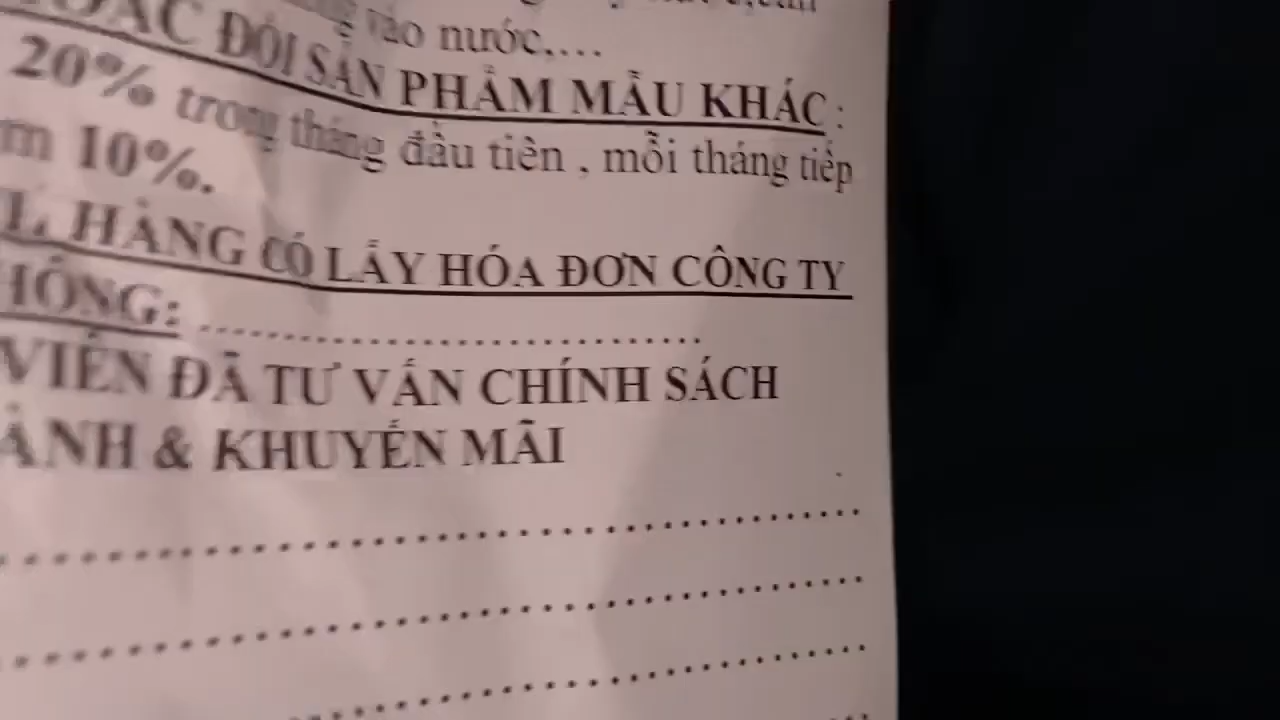 vào nước,...
ĐỔI SẢN PHẨM MẪU KHÁC :
20% trong tháng đầu tiên , mỗi tháng tiếp
10%.
HÀNG CÓ LẤY HÓA ĐƠN CÔNG TY
HÔNG: ........................................
VIÊN ĐÃ TƯ VẤN CHÍNH SÁCH
ÀNH & KHUYẾN MÃI